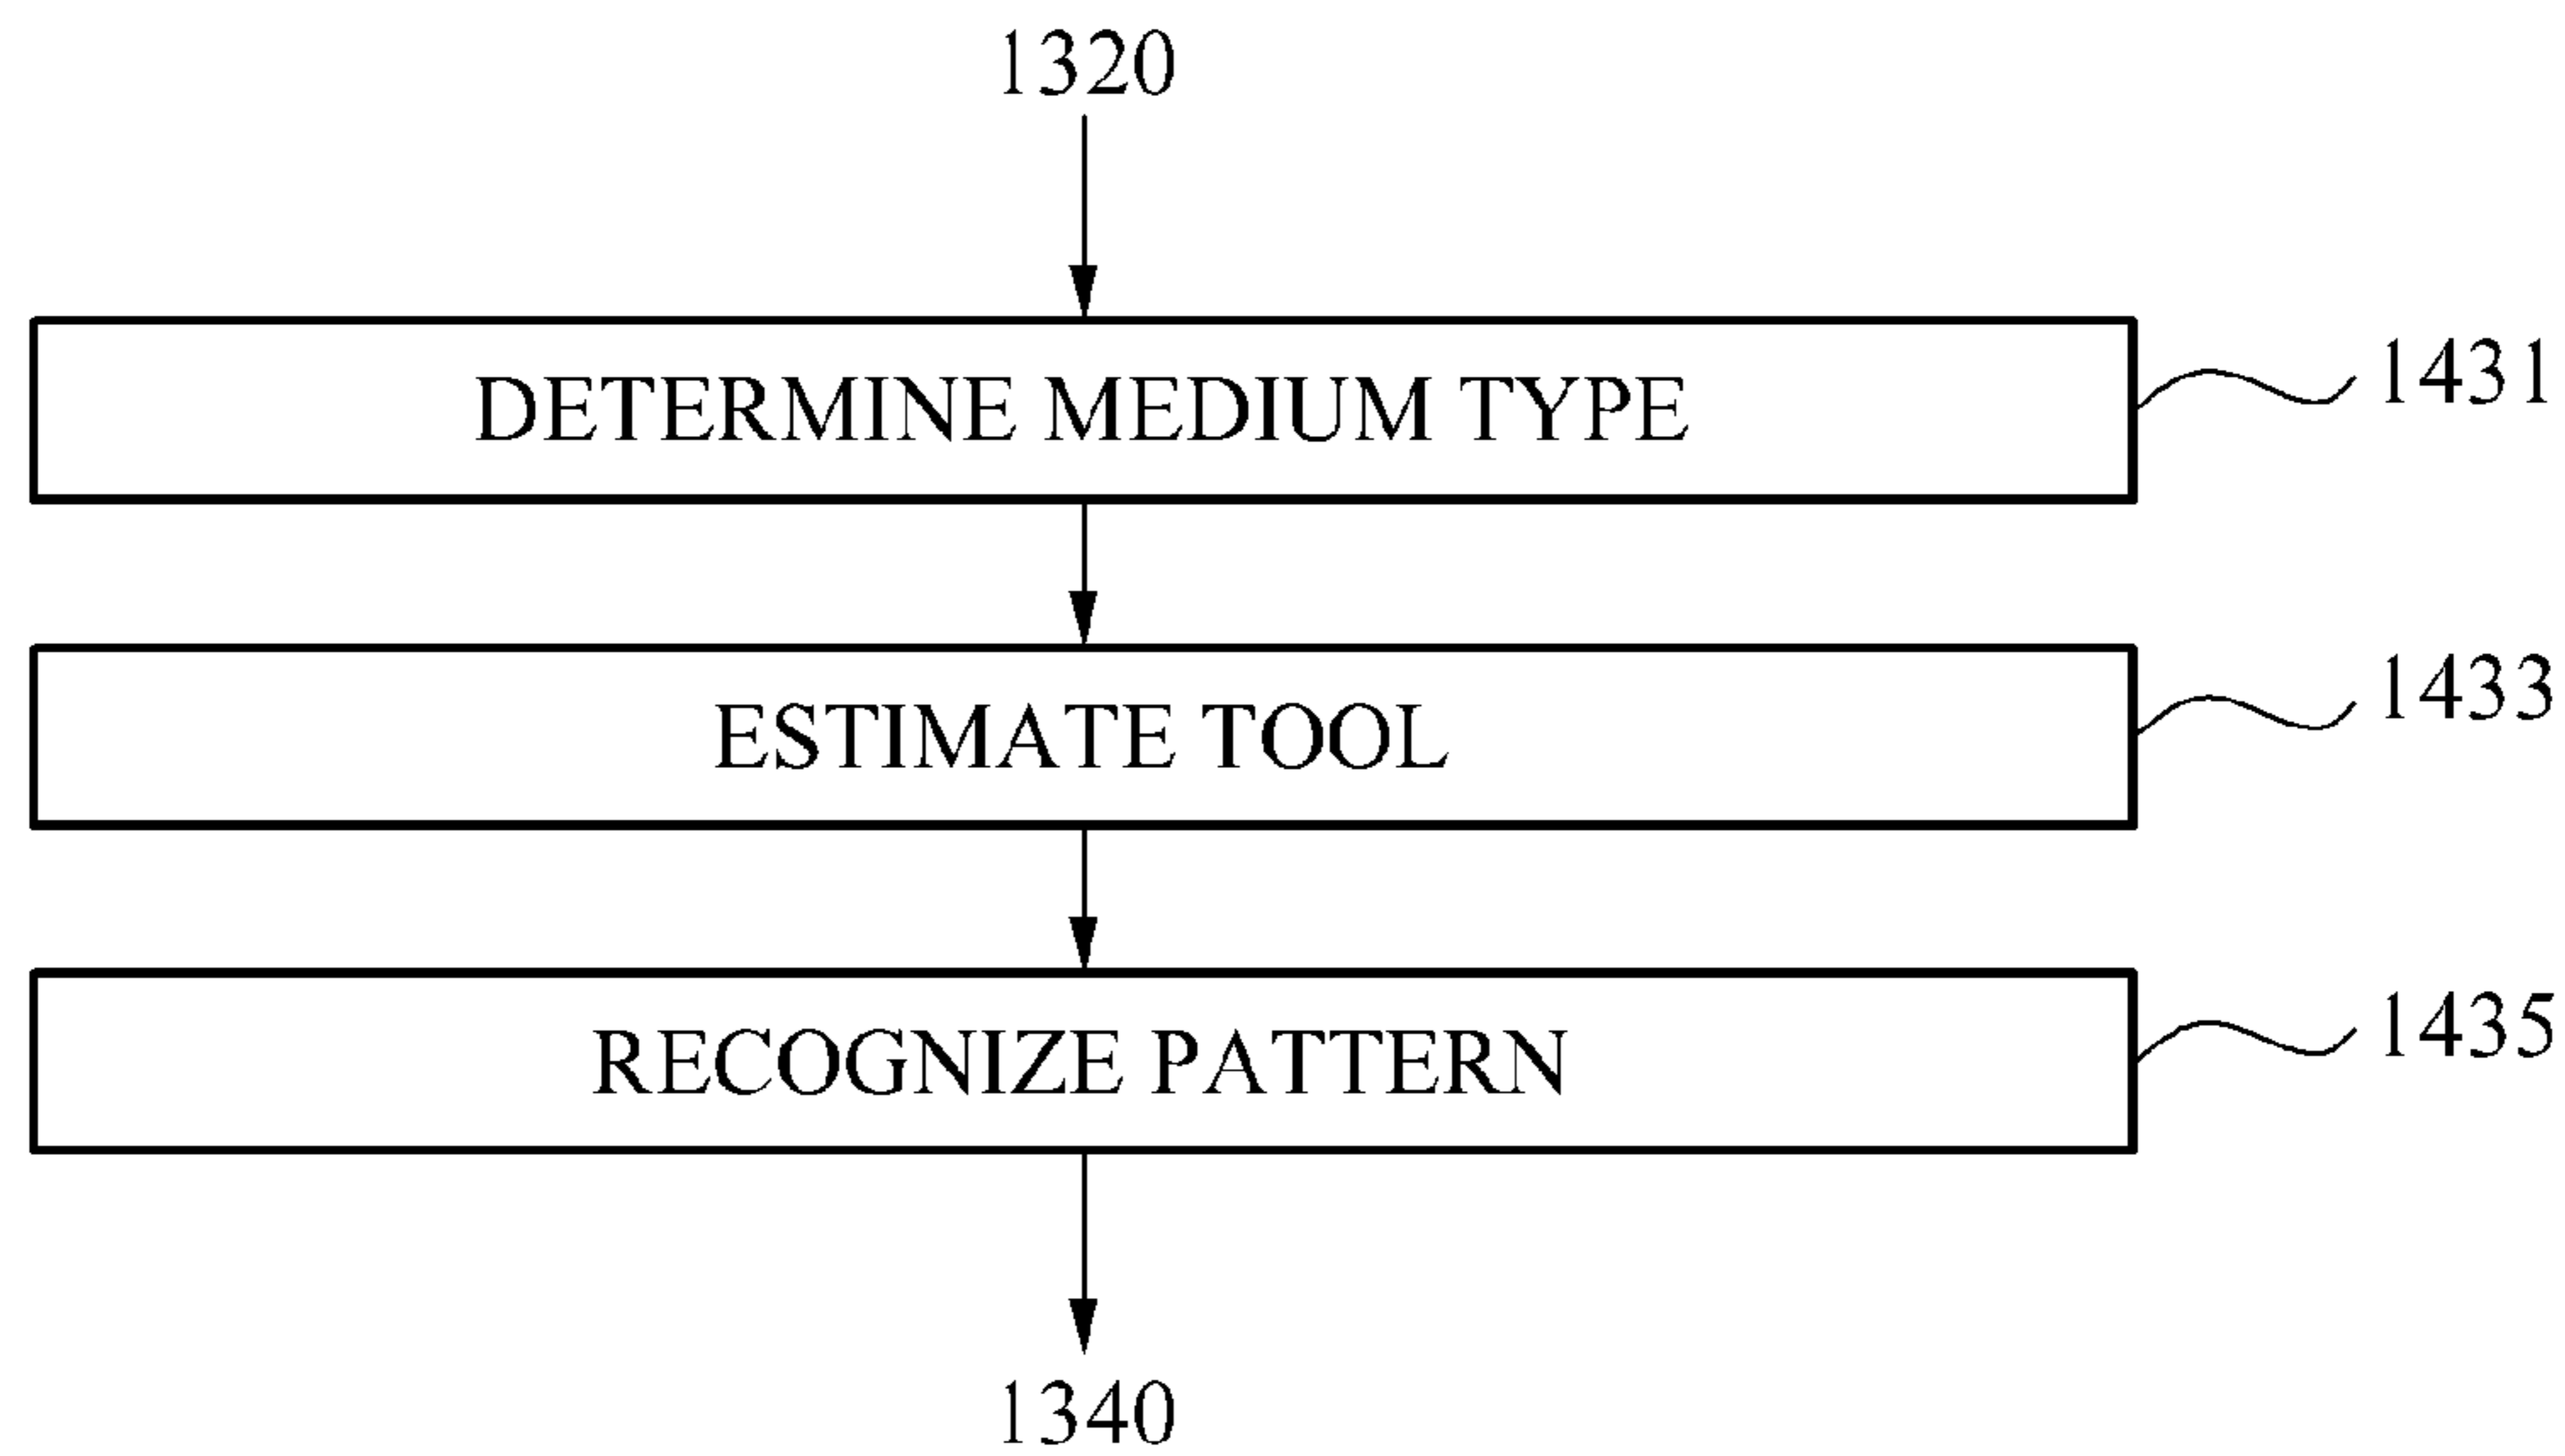 1320
DETERMINE MEDIUM TYPE
1431
ESTIMATE TOOL
1433
RECOGNIZE PATTERN
1435
1340